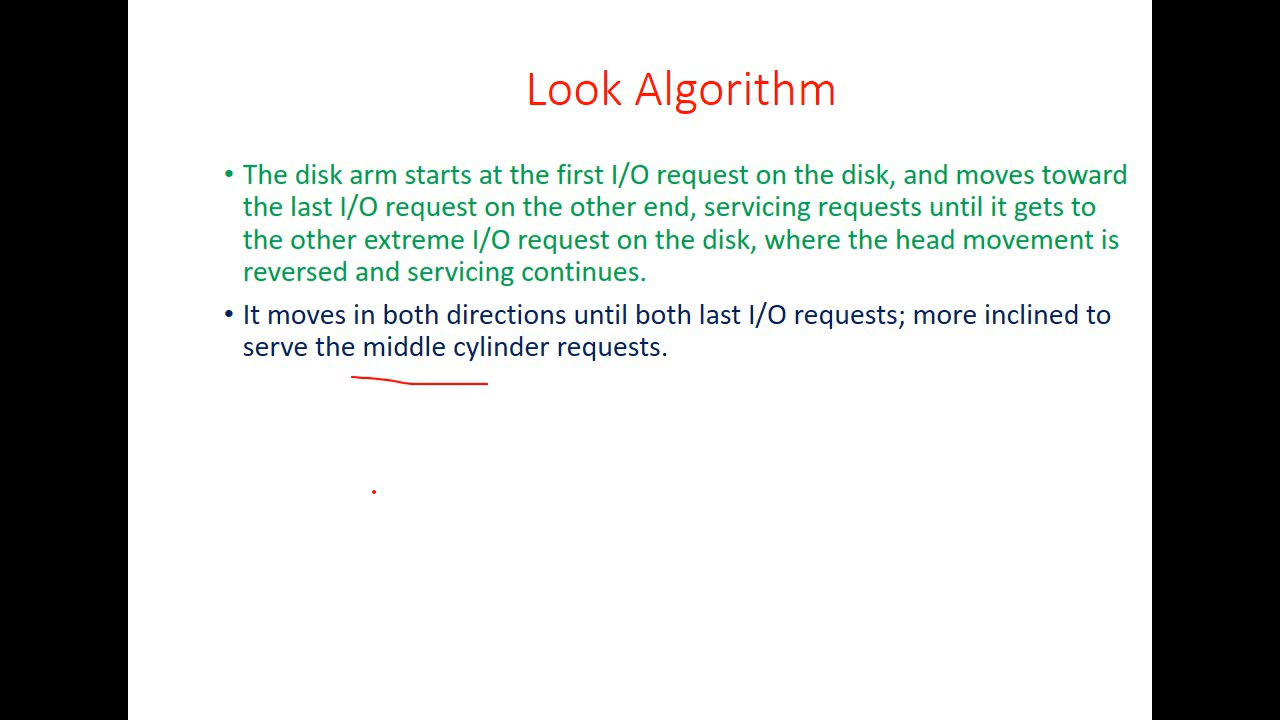 Look Algorithm
• The disk arm starts at the first I/O request on the disk, and moves toward
the last I/O request on the other end, servicing requests until it gets to
the other extreme I/O request on the disk, where the head movement is
reversed and servicing continues.
• It moves in both directions until both last I/O requests; more inclined to
serve the middle cylinder requests.